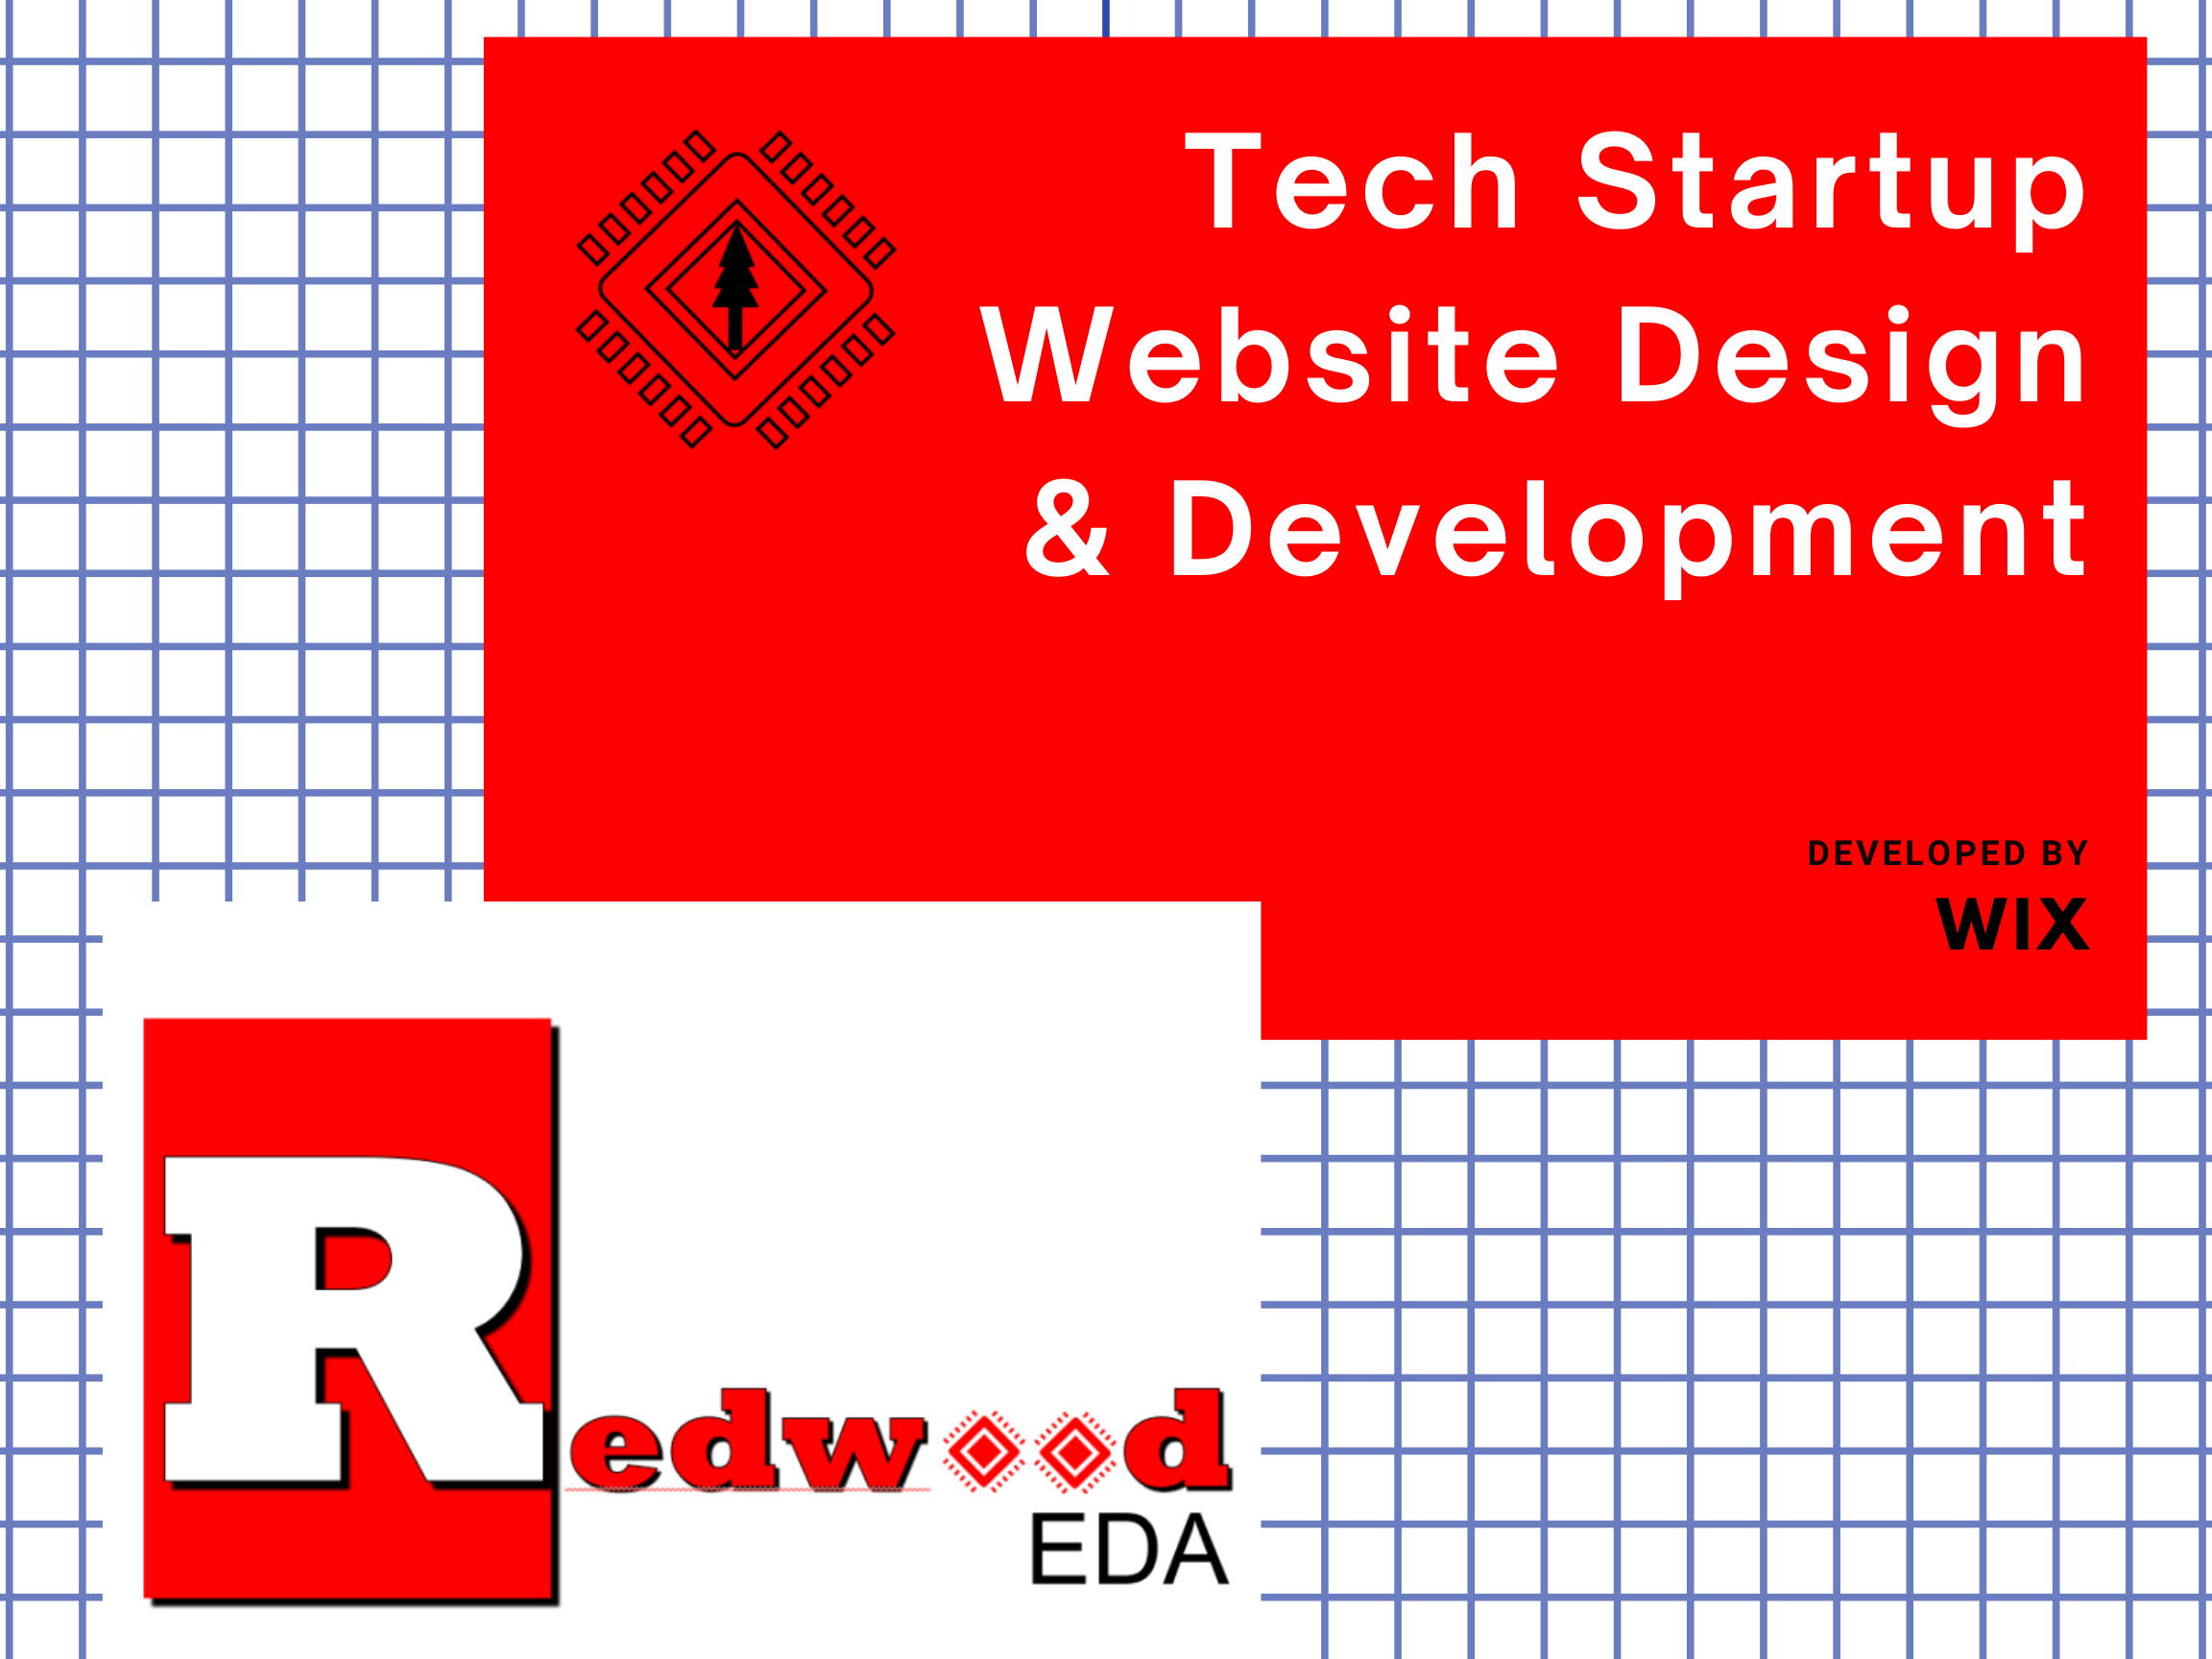 Tech Startup
Website Design
& Development
DEVELOPED BY
WIX
Redwood
EDA